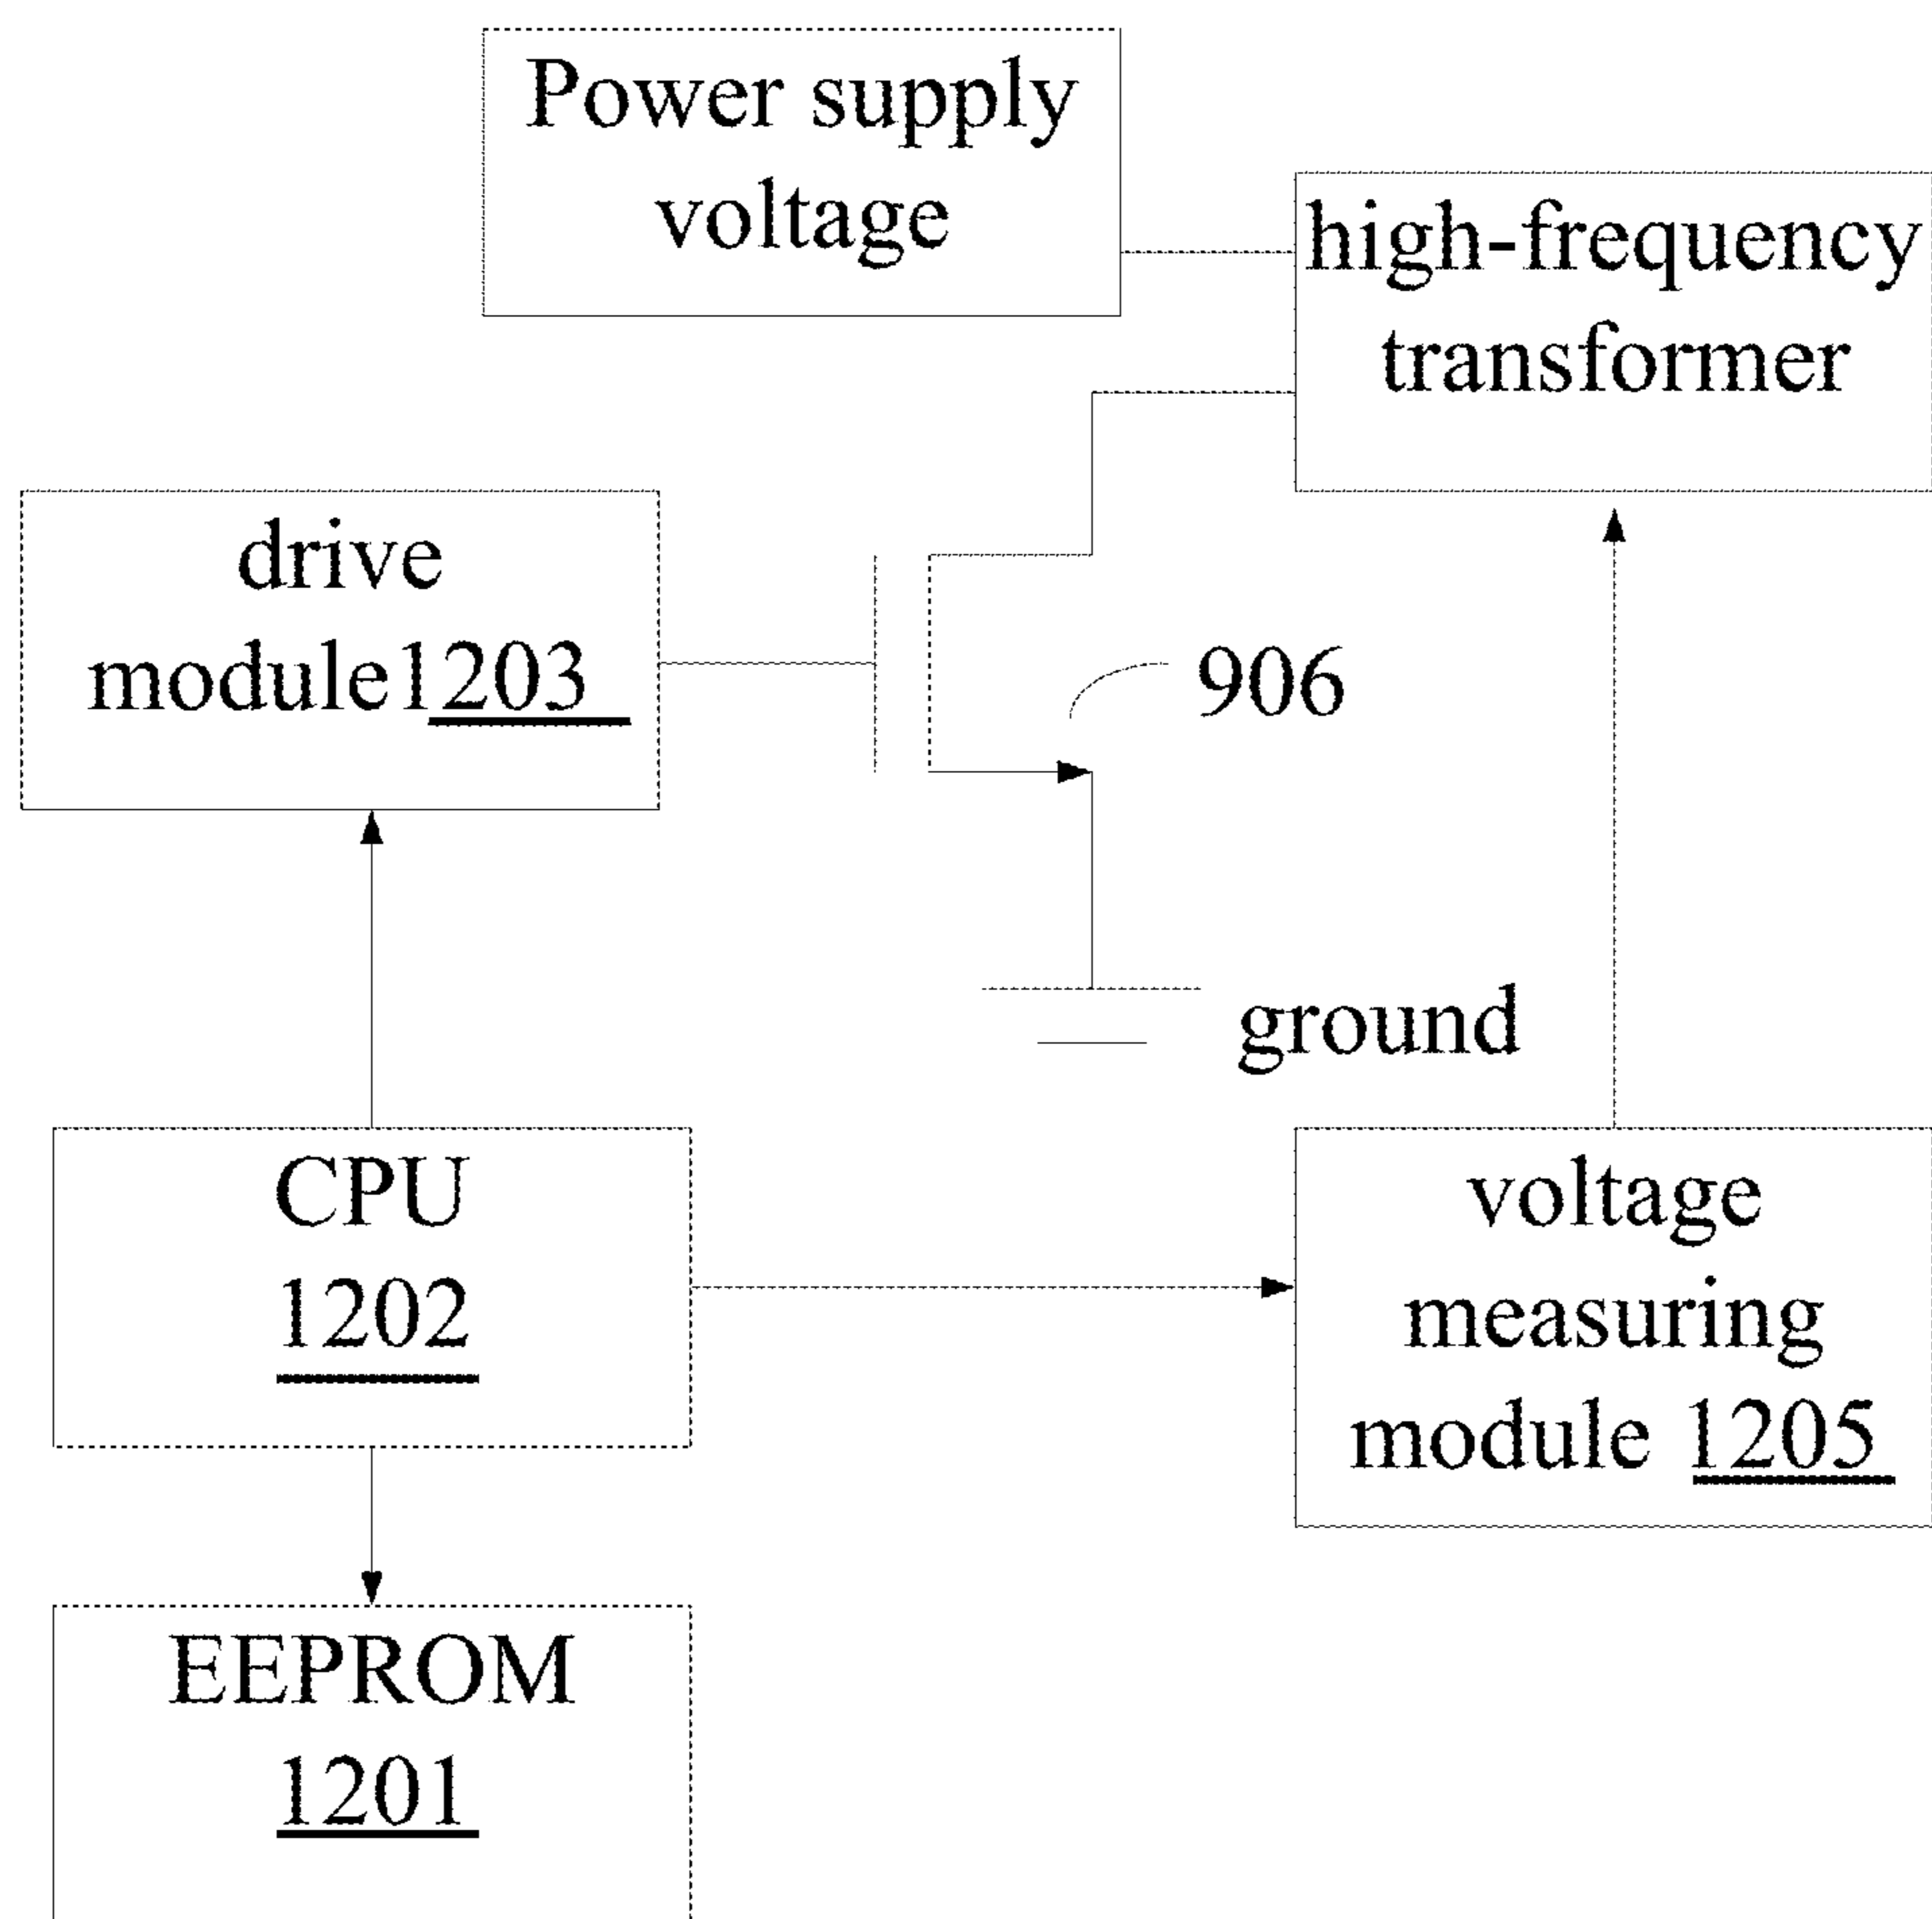 Power supply
voltage
high-frequency
transformer
drive
module1203
906
ground
CPU
1202
voltage
measuring
module 1205
EEPROM
1201